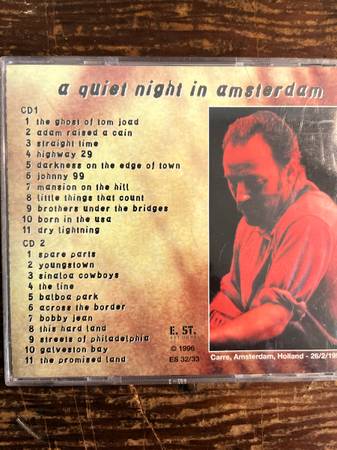 a quiet night in amsterdam
CD1
1 the ghost of tom joad
2 adam raised a cain
3 straight time
4 highway 29
5 darkness on the edge of town
6 johnny 99
7 mansion on the hill
8 little things that count
9 brothers under the bridges
10 born in the usa
11 dry lightning
CD 2
1 spare parts
2 youngstown
3 sinaloa cowboys
4 the line
5 balboa park
6 across the border
7 bobby jean
8 this hard land
9 streets of philadelphia
10 galveston bay
11 the promised land
E. ST.
RECORDS
© 1996
ES 32/33
Carre, Amsterdam, Holland - 26/2/199